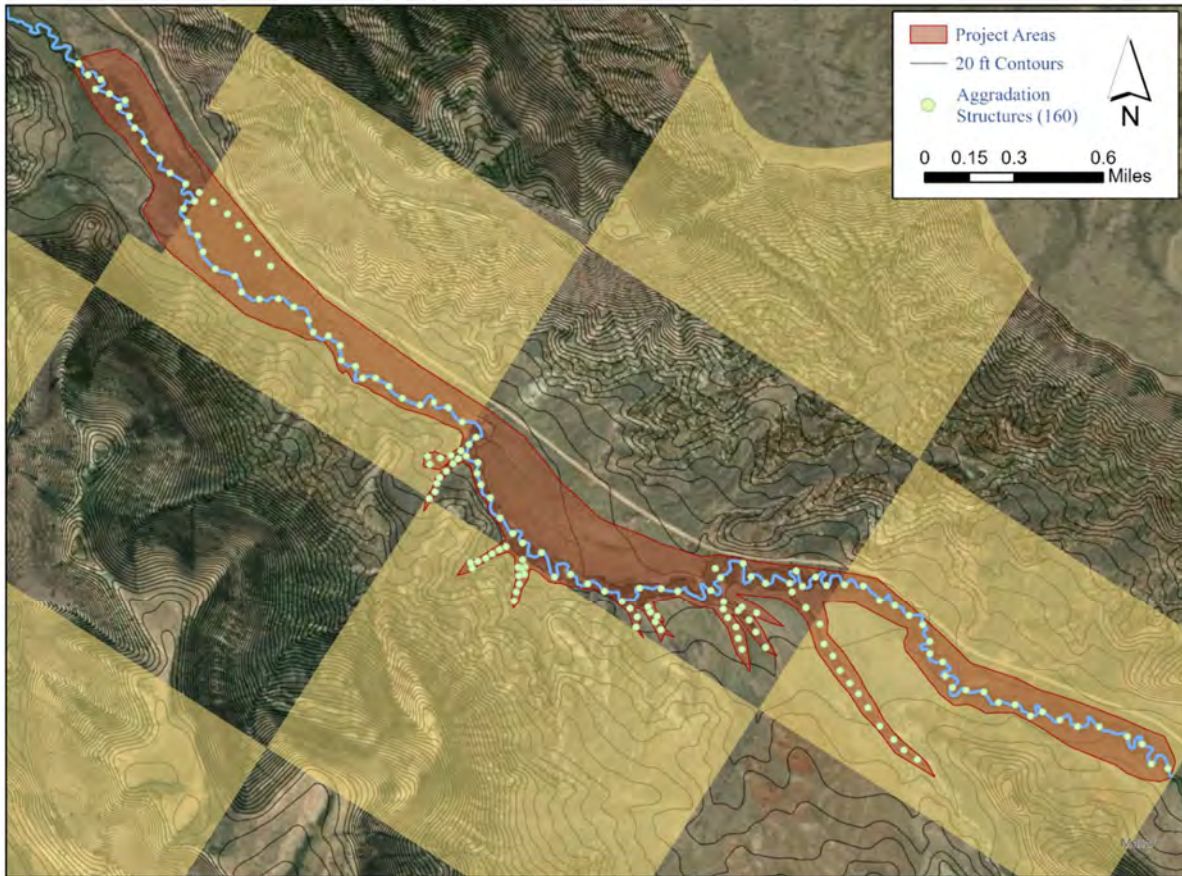 Project Areas
20 ft Contours
Aggradation
Structures (160)
N
0 0.15 0.3 0.6
Miles